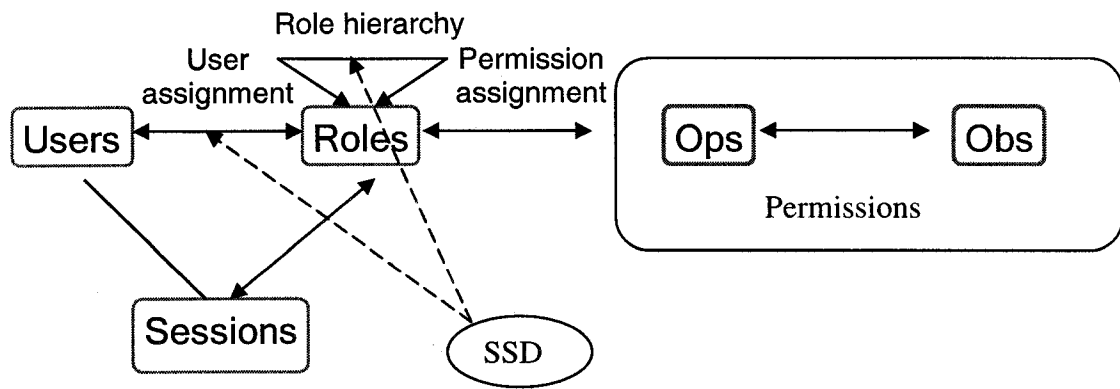 Role hierarchy
User
assignment
Permission
assignment
Users
Roles
Ops
Obs
Permissions
Sessions
SSD